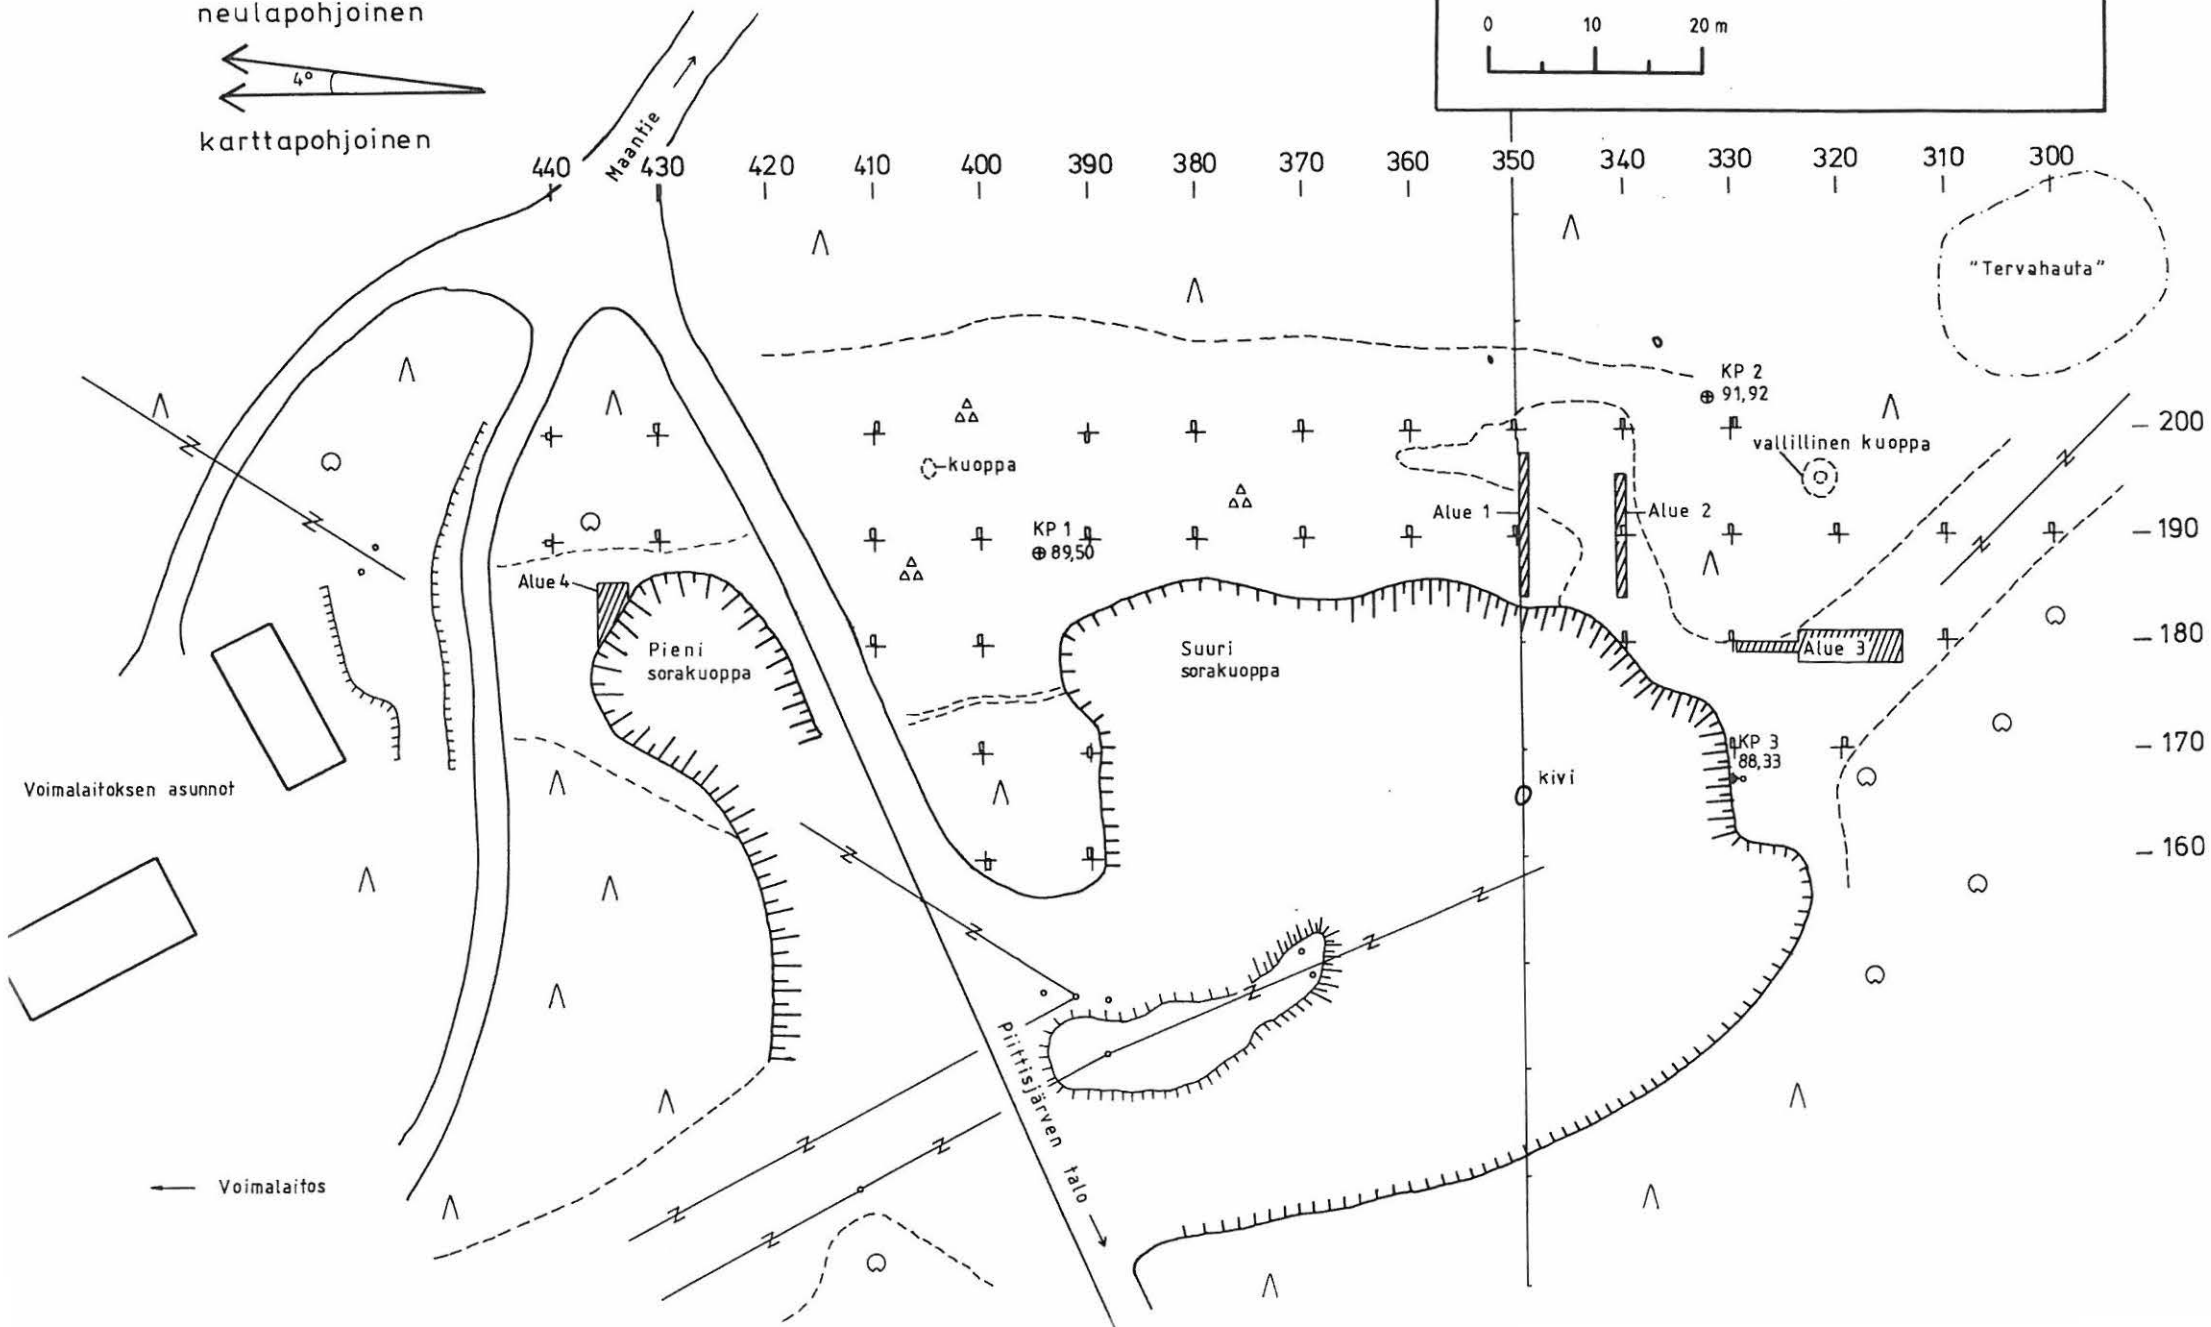 neulapohjoinen
4°
karttapohjoinen
0 10 20 m
Maantie
440 430 420 410 400 390 380 370 360 350 340 330 320 310 300
"Tervahauta"
KP 2
91,92
200
vallillinen kuoppa
kuoppa
Alue 1
Alue 2
KP 1
89,50
190
Alue 4
Pieni
sorakuoppa
Suuri
sorakuoppa
180
Alue 3
KP 3
88,33
170
kivi
Voimalaitoksen asunnot
160
Piittisjärven talo
Voimalaitos